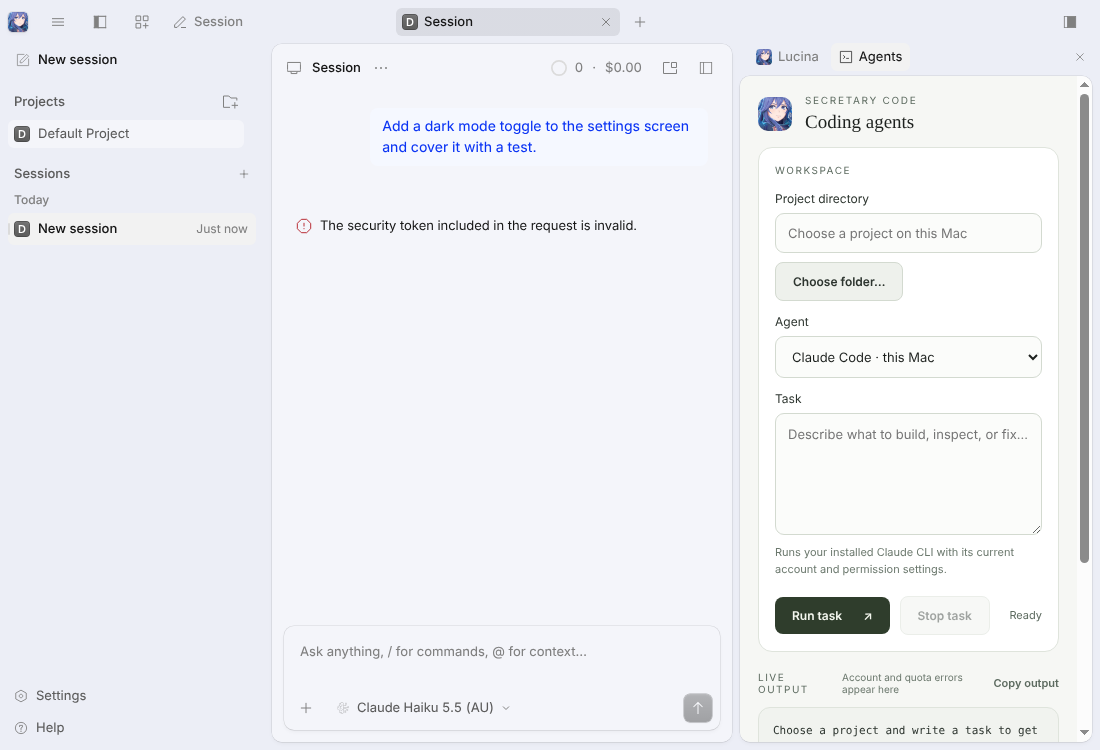 Session
D Session
New session
Projects
D Default Project
Sessions
Today
D New session Just now
Settings
Help
Session ... 0 · $0.00
Add a dark mode toggle to the settings screen
and cover it with a test.
The security token included in the request is invalid.
Ask anything, / for commands, @ for context...
Claude Haiku 5.5 (AU)
Lucina Agents
SECRETARY CODE
Coding agents
WORKSPACE
Project directory
Choose a project on this Mac
Choose folder...
Agent
Claude Code · this Mac
Task
Describe what to build, inspect, or fix...
Runs your installed Claude CLI with its current
account and permission settings.
Run task ↗ Stop task Ready
LIVE
OUTPUT
Account and quota errors
appear here
Copy output
Choose a project and write a task to get